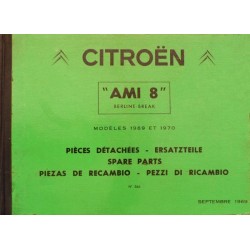 CITROËN
"AMI 8"
BERLINE BREAK
MODELES 1969 ET 1970
PIÈCES DÉTACHÉES - ERSATZTEILE
SPARE PARTS
PIEZAS DE RECAMBIO - PEZZI DI RICAMBIO
SEPTEMBRE 1969